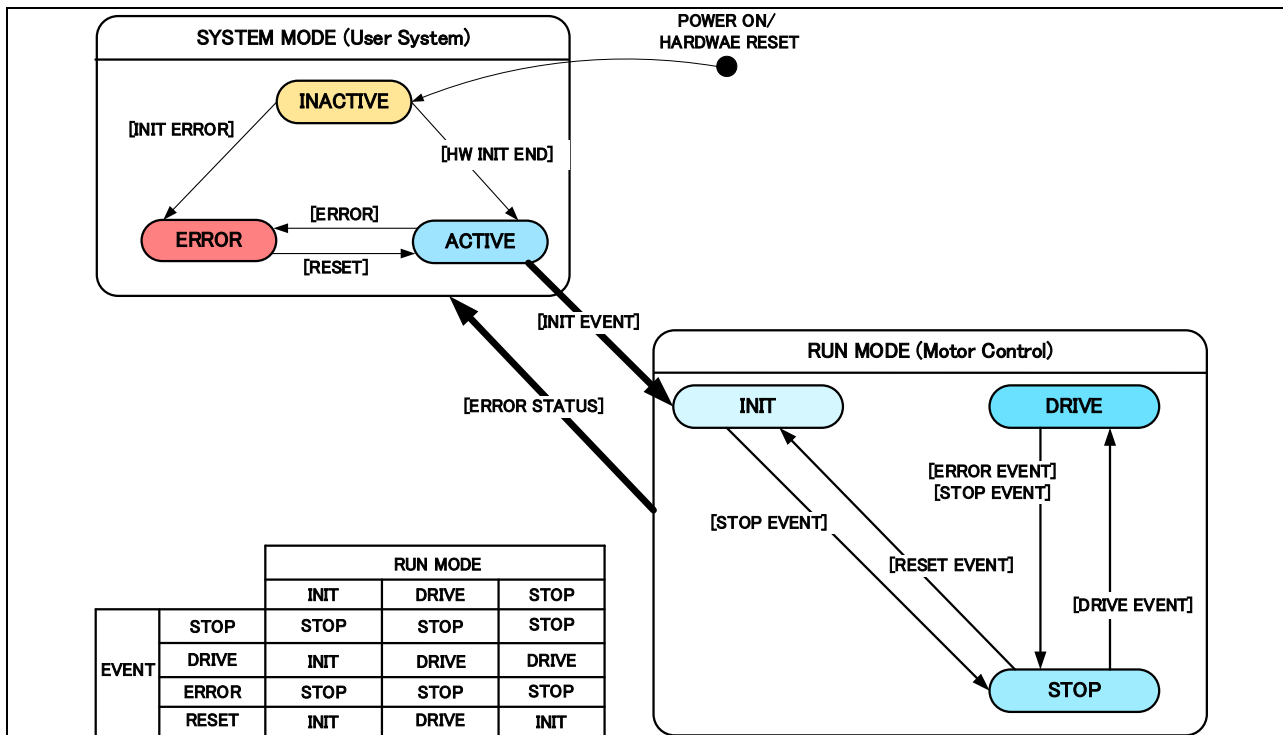 SYSTEM MODE (User System)
POWER ON/
HARDWAE RESET
INACTIVE
[INIT ERROR]
[HW INIT END]
[ERROR]
ERROR
ACTIVE
[RESET]
[INIT EVENT]
RUN MODE (Motor Control)
[ERROR STATUS]
INIT
DRIVE
[ERROR EVENT]
[STOP EVENT]
[STOP EVENT]
[RESET EVENT]
[DRIVE EVENT]
STOP
RUN MODE
INIT DRIVE STOP
EVENT
STOP STOP STOP STOP
DRIVE INIT DRIVE DRIVE
ERROR STOP STOP STOP
RESET INIT DRIVE INIT